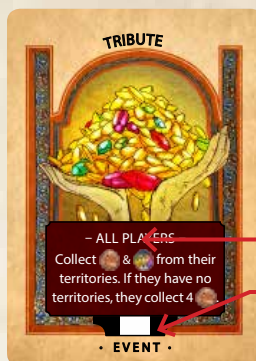 TRIBUTE
– ALL PLAYERS –
Collect & from their
territories. If they have no
territories, they collect 4 .
• EVENT •